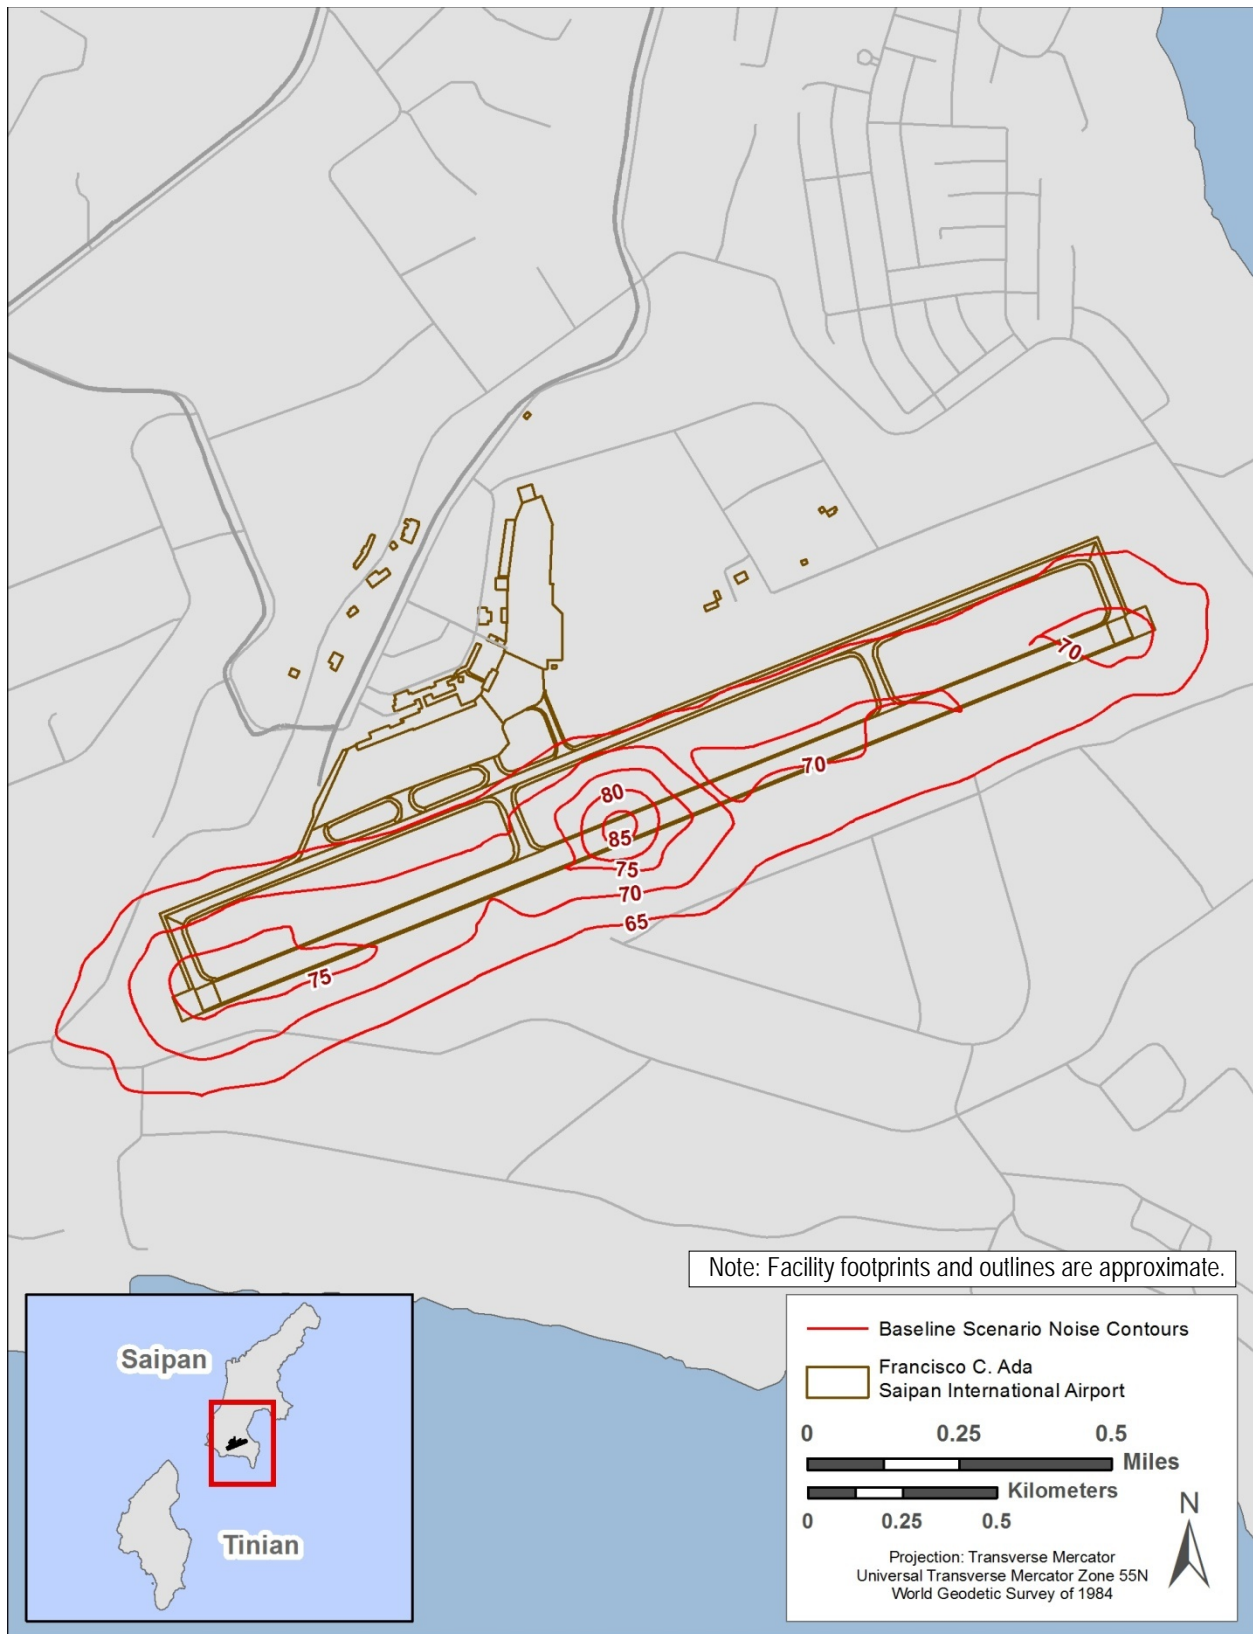 70
80
70
85
75
70
65
75
Note: Facility footprints and outlines are approximate.
Saipan
Tinian
Baseline Scenario Noise Contours
Francisco C. Ada
Saipan International Airport
0 0.25 0.5
Miles
Kilometers
0 0.25 0.5
N
Projection: Transverse Mercator
Universal Transverse Mercator Zone 55N
World Geodetic Survey of 1984